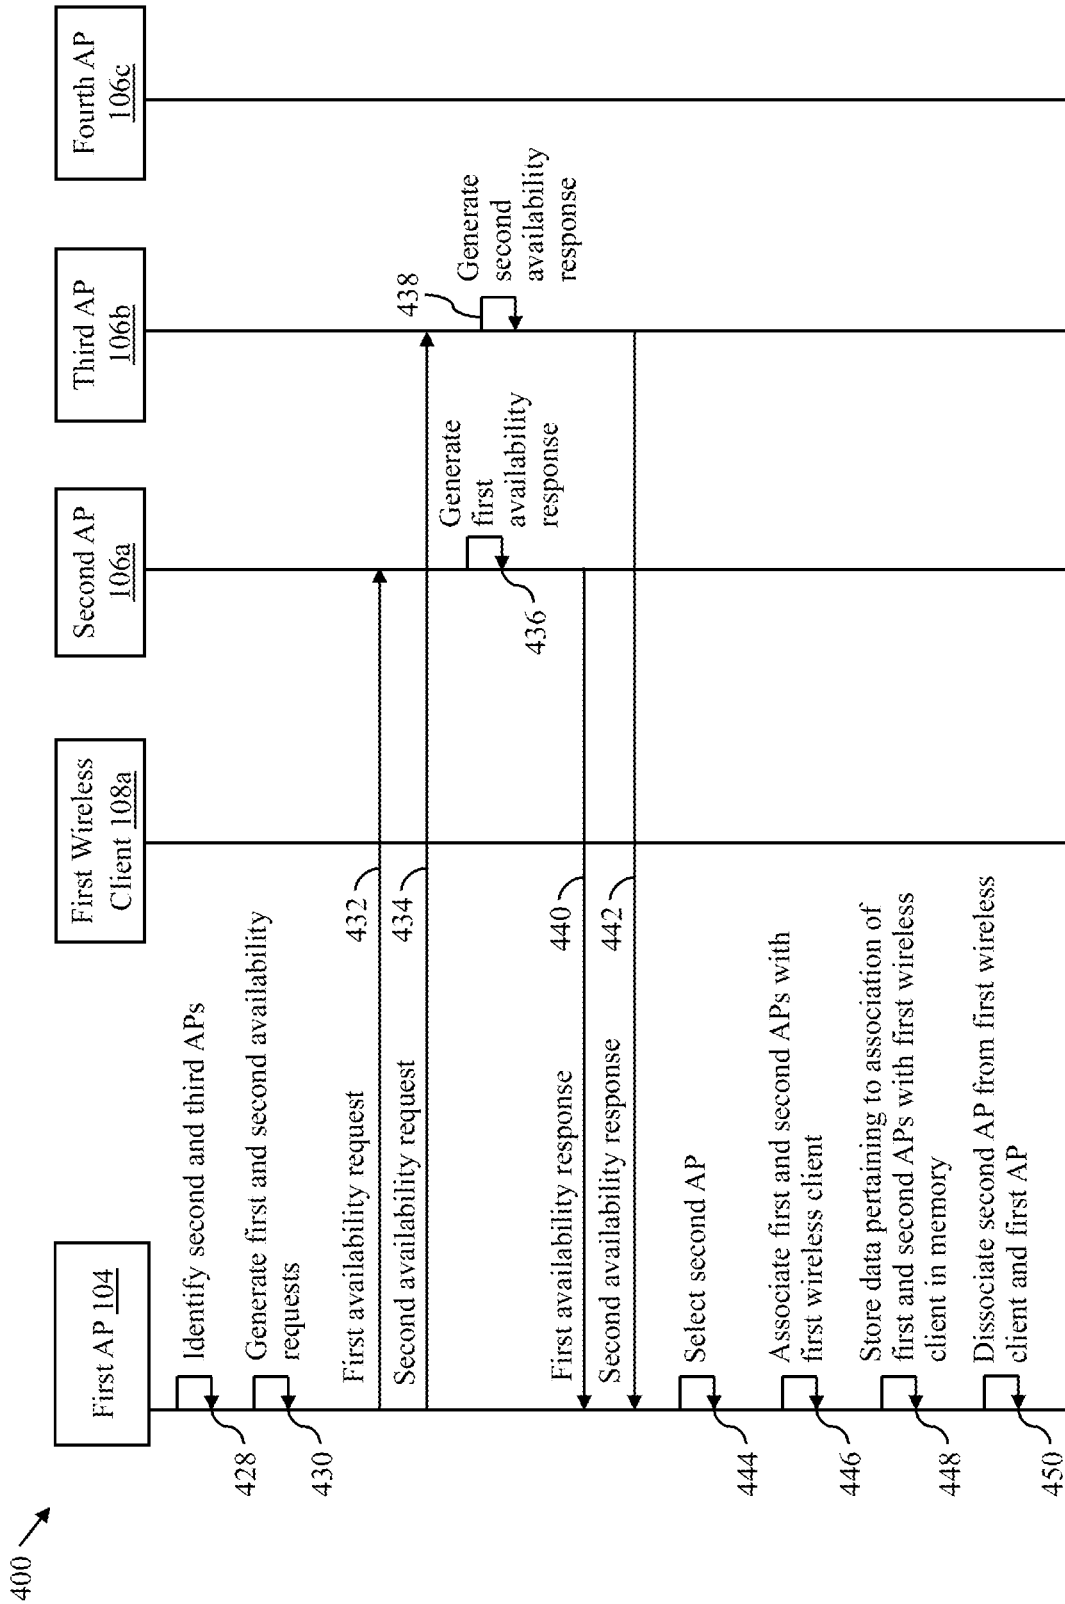 400
First AP 104
First Wireless
Client 108a
Second AP
106a
Third AP
106b
Fourth AP
106c
Identify second and third APs
428
Generate first and second availability
requests
430
First availability request
432
Second availability request
434
Generate
first
availability
response
436
438
Generate
second
availability
response
First availability response
440
Second availability response
442
Select second AP
444
Associate first and second APs with
first wireless client
446
Store data pertaining to association of
first and second APs with first wireless
client in memory
448
Dissociate second AP from first wireless
client and first AP
450